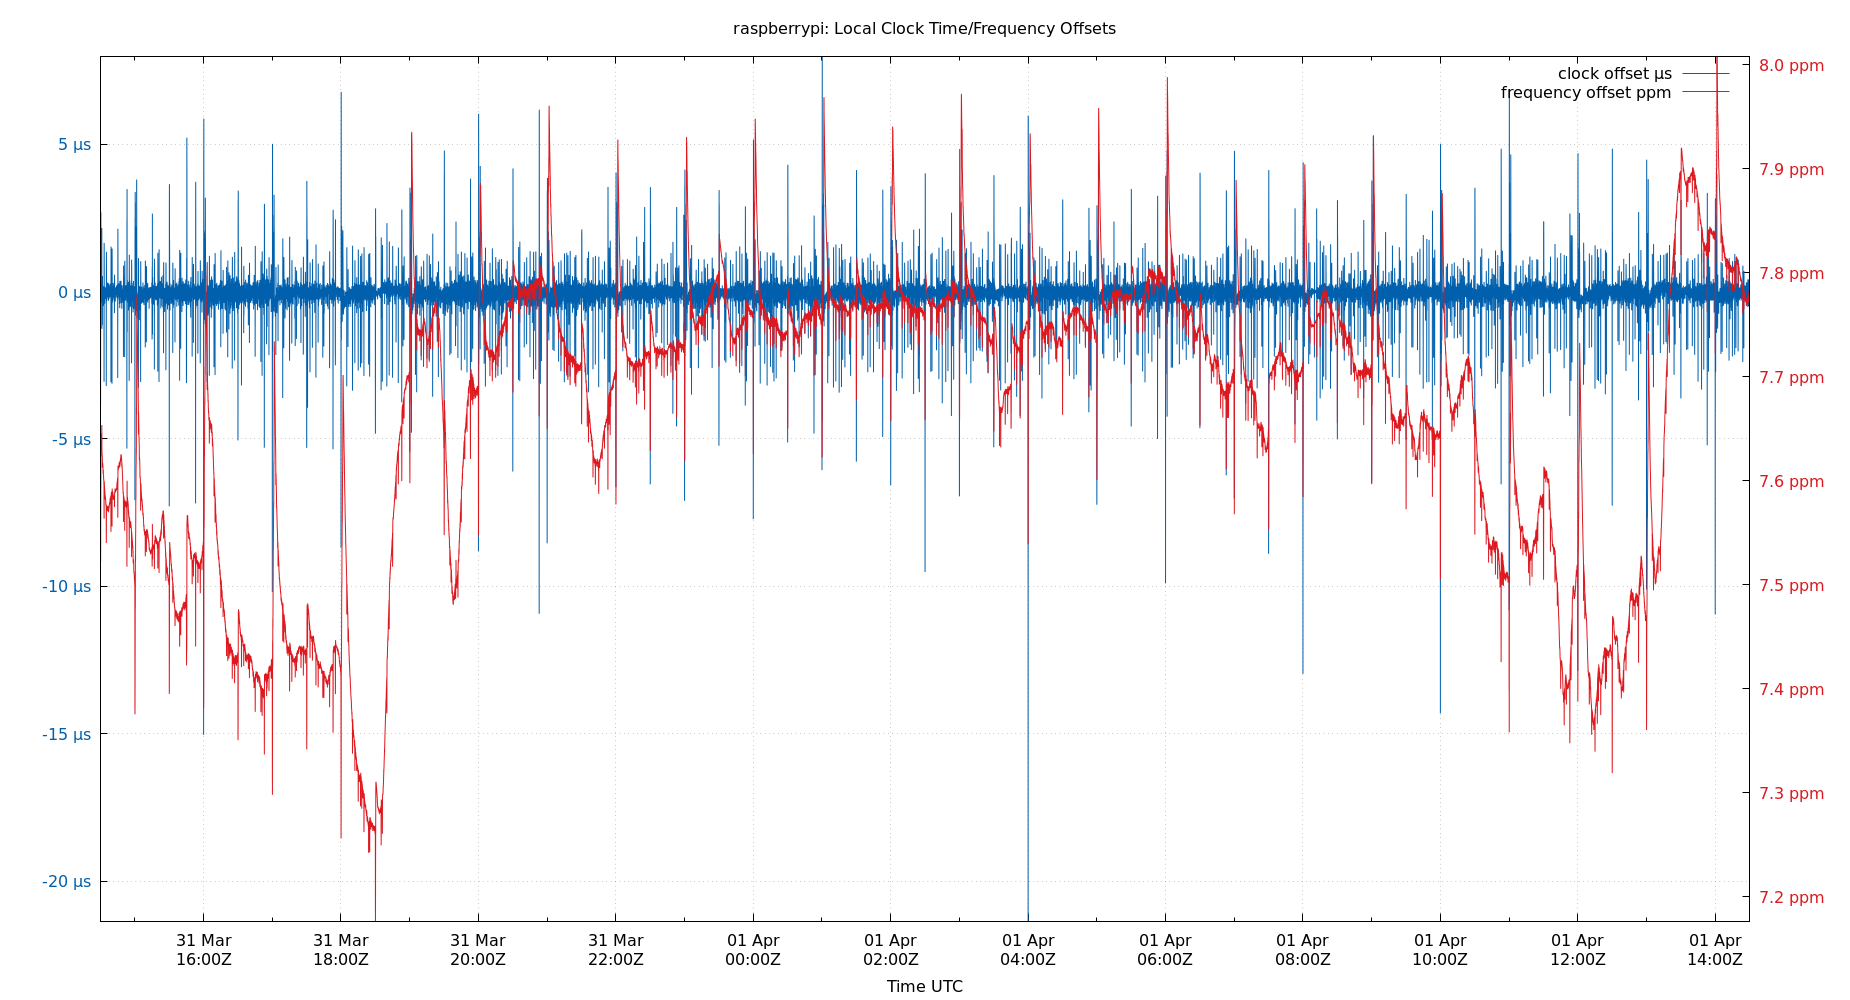 raspberrypi: Local Clock Time/Frequency Offsets
clock offset µs
frequency offset ppm
5 µs
0 µs
-5 µs
-10 µs
-15 µs
-20 µs
8.0 ppm
7.9 ppm
7.8 ppm
7.7 ppm
7.6 ppm
7.5 ppm
7.4 ppm
7.3 ppm
7.2 ppm
31 Mar 31 Mar 31 Mar 31 Mar 01 Apr 01 Apr 01 Apr 01 Apr 01 Apr 01 Apr 01 Apr 01 Apr
16:00Z 18:00Z 20:00Z 22:00Z 00:00Z 02:00Z 04:00Z 06:00Z 08:00Z 10:00Z 12:00Z 14:00Z
Time UTC